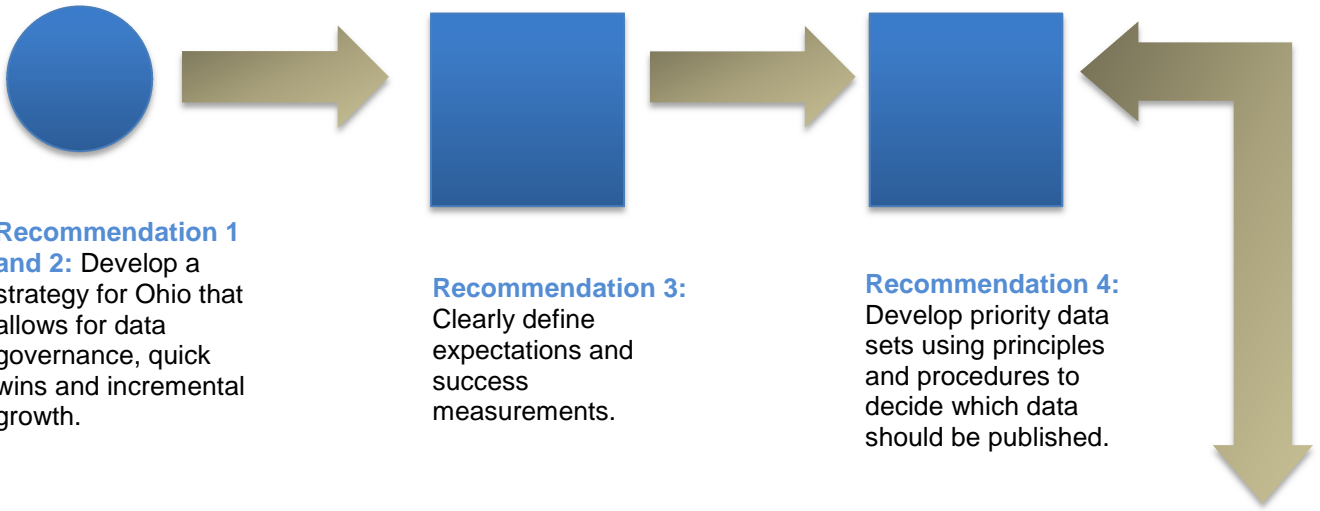 Recommendation 1
and 2: Develop a
strategy for Ohio that
allows for data
governance, quick
wins and incremental
growth.
Recommendation 3:
Clearly define
expectations and
success
measurements.
Recommendation 4:
Develop priority data
sets using principles
and procedures to
decide which data
should be published.